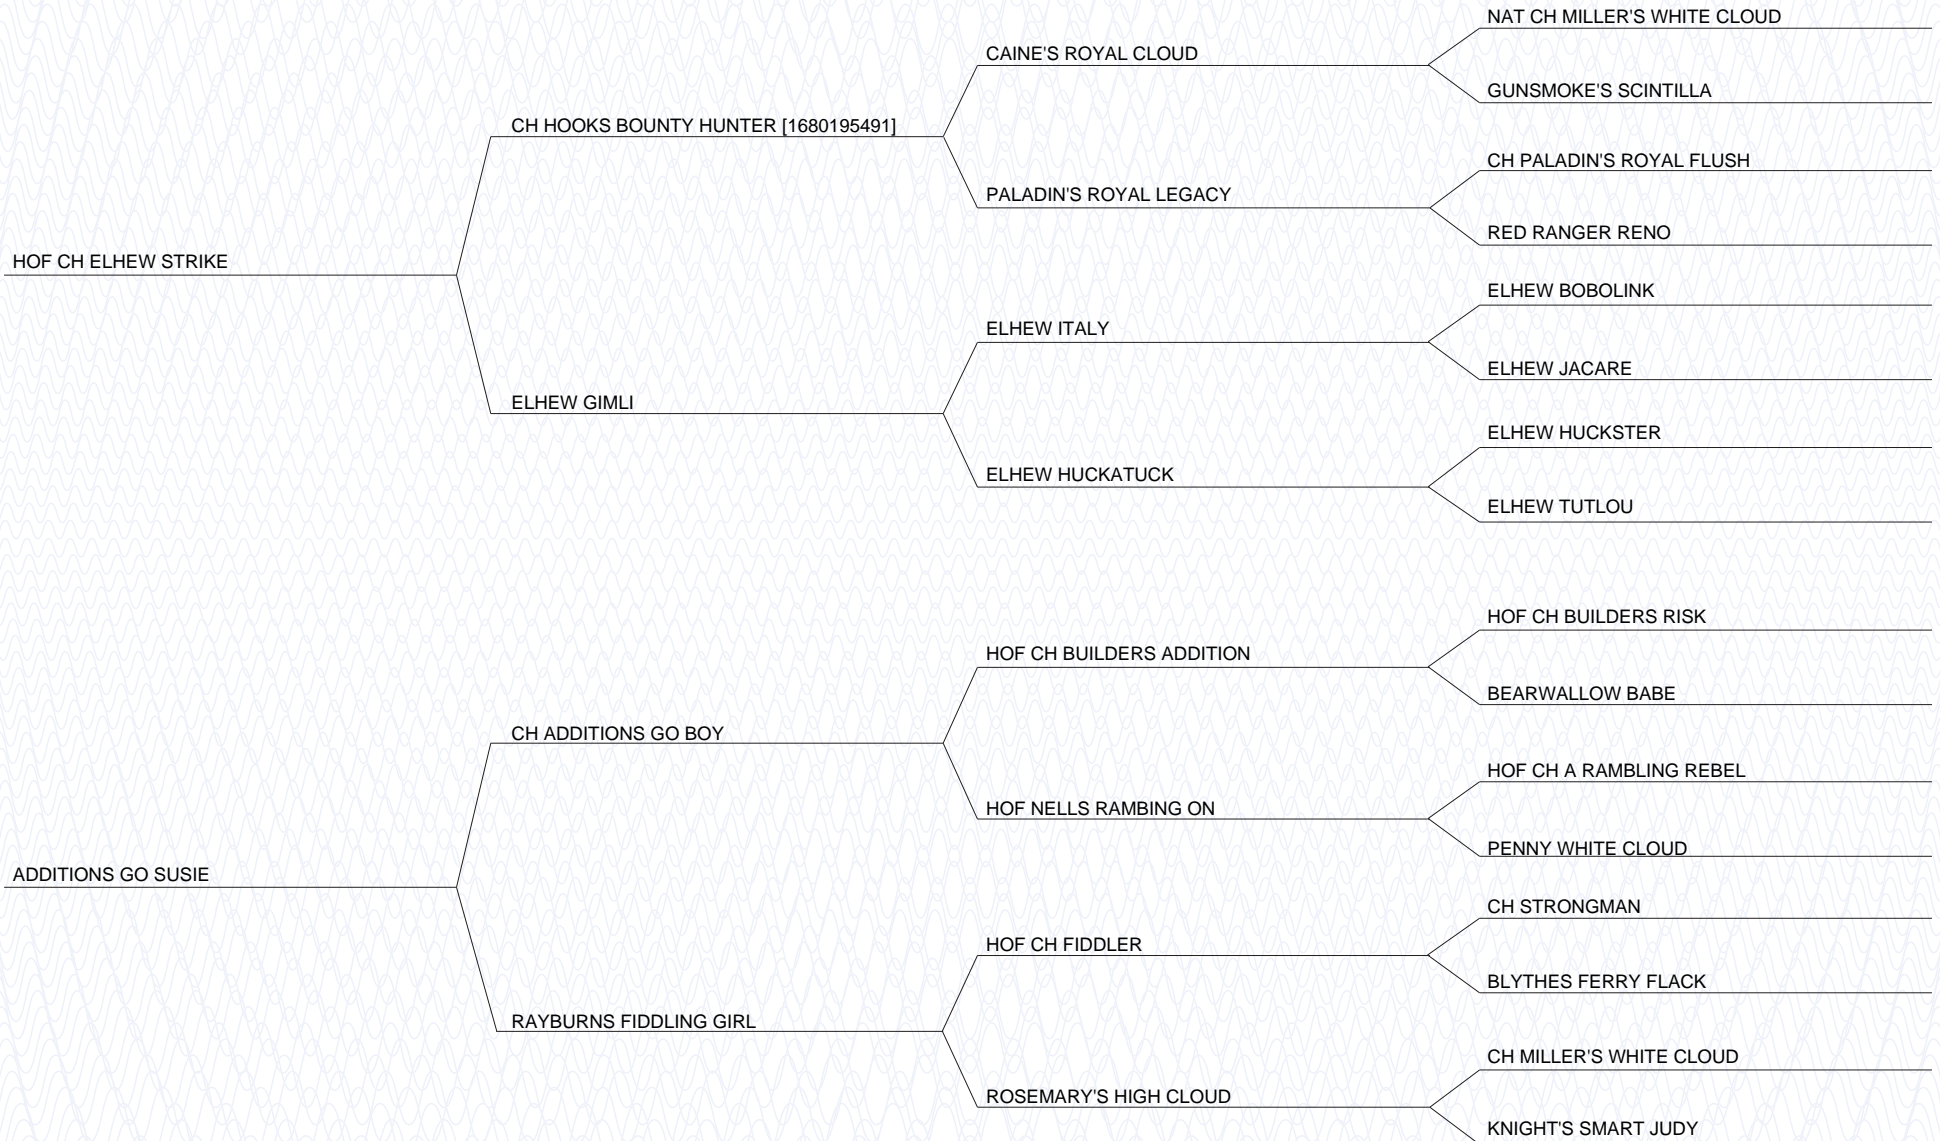 NAT CH MILLER'S WHITE CLOUD
CAINE'S ROYAL CLOUD
GUNSMOKE'S SCINTILLA
CH HOOKS BOUNTY HUNTER [1680195491]
CH PALADIN'S ROYAL FLUSH
PALADIN'S ROYAL LEGACY
RED RANGER RENO
HOF CH ELHEW STRIKE
ELHEW BOBOLINK
ELHEW ITALY
ELHEW JACARE
ELHEW GIMLI
ELHEW HUCKSTER
ELHEW HUCKATUCK
ELHEW TUTLOU
HOF CH BUILDERS RISK
HOF CH BUILDERS ADDITION
BEARWALLOW BABE
CH ADDITIONS GO BOY
HOF CH A RAMBLING REBEL
HOF NELLS RAMBING ON
PENNY WHITE CLOUD
ADDITIONS GO SUSIE
CH STRONGMAN
HOF CH FIDDLER
BLYTHES FERRY FLACK
RAYBURNS FIDDLING GIRL
CH MILLER'S WHITE CLOUD
ROSEMARY'S HIGH CLOUD
KNIGHT'S SMART JUDY